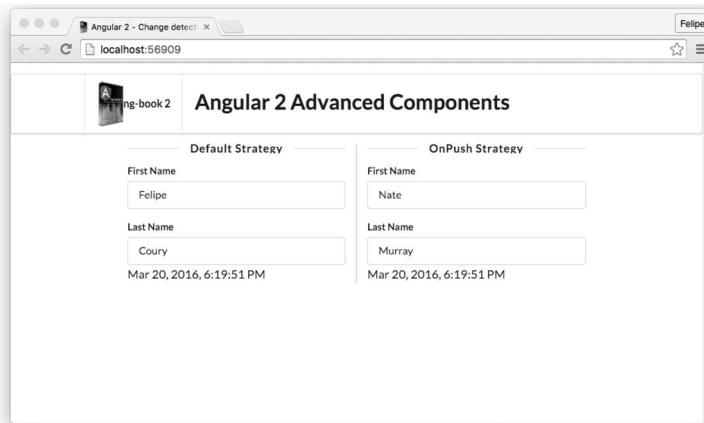 Angular 2 - Change detecti
Felipe
localhost:56909
A
ng-book 2
Angular 2 Advanced Components
Default Strategy
First Name
Felipe
Last Name
Coury
Mar 20, 2016, 6:19:51 PM
OnPush Strategy
First Name
Nate
Last Name
Murray
Mar 20, 2016, 6:19:51 PM